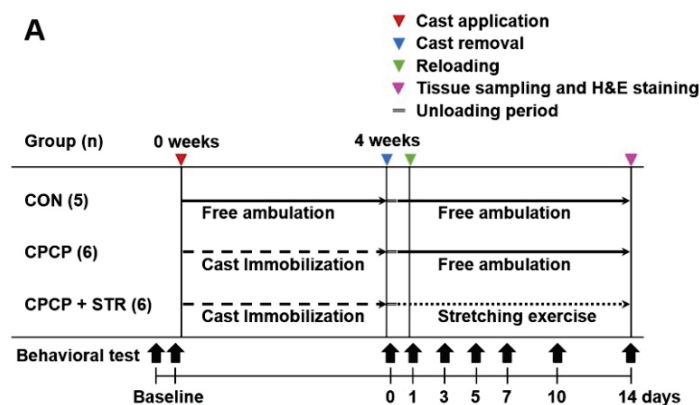 A
Cast application
Cast removal
Reloading
Tissue sampling and H&E staining
Unloading period
Group (n) 0 weeks 4 weeks
CON (5)
Free ambulation Free ambulation
CPCP (6)
Cast Immobilization Free ambulation
CPCP + STR (6)
Cast Immobilization Stretching exercise
Behavioral test
Baseline 0 1 3 5 7 10 14 days